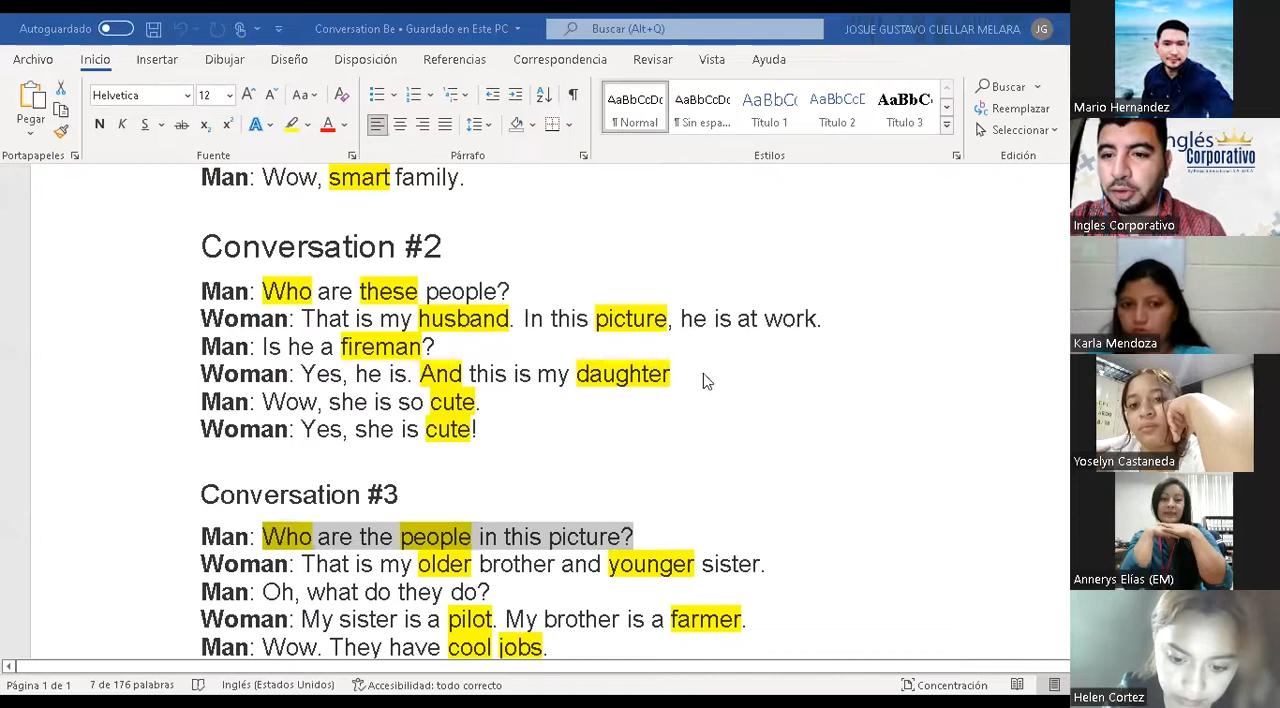 Autoguardado
Conversation Be • Guardado en Este PC
Buscar (Alt+Q)
JOSUE GUSTAVO CUELLAR MELARA
JG
Archivo Inicio Insertar Dibujar Diseño Disposición Referencias Correspondencia Revisar Vista Ayuda
Pegar
Helvetica
12
Aa
N K S ab x₂ x²
AaBbCcDc AaBbCcDc AaBbCc AaBbCcD AaBbC
¶ Normal ¶ Sin espa... Título 1 Título 2 Título 3
Buscar
Reemplazar
Seleccionar
Portapapeles Fuente Párrafo Estilos Edición
Man: Wow, smart family.
Conversation #2
Man: Who are these people?
Woman: That is my husband. In this picture, he is at work.
Man: Is he a fireman?
Woman: Yes, he is. And this is my daughter
Man: Wow, she is so cute.
Woman: Yes, she is cute!
Conversation #3
Man: Who are the people in this picture?
Woman: That is my older brother and younger sister.
Man: Oh, what do they do?
Woman: My sister is a pilot. My brother is a farmer.
Man: Wow. They have cool jobs.
Página 1 de 1 7 de 176 palabras Inglés (Estados Unidos) Accesibilidad: todo correcto Concentración
Mario Hernandez
Inglés
Corporativo
Ingles Corporativo
Karla Mendoza
Yoselyn Castaneda
Annerys Elías (EM)
Helen Cortez